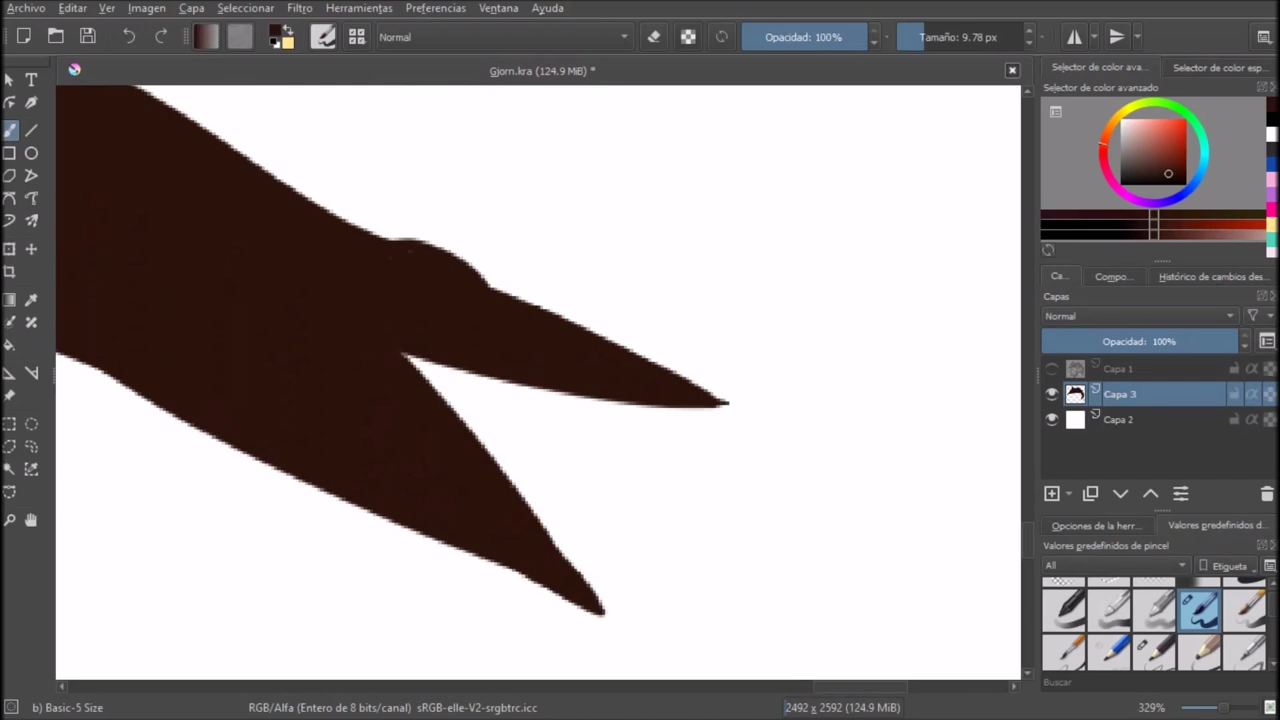 Archivo Editar Ver Imagen Capa Seleccionar Filtro Herramientas Preferencias Ventana Ayuda
Normal
Opacidad: 100%
Tamaño: 9.78 px
Gjorn.kra (124.9 MiB) *
Selector de color ava...
Selector de color esp...
Selector de color avanzado
Ca...
Compo...
Histórico de cambios des...
Capas
Normal
Opacidad: 100%
Capa 1
Capa 3
Capa 2
Opciones de la herr...
Valores predefinidos d...
Valores predefinidos de pincel
All
Etiqueta
Buscar
b) Basic-5 Size
RGB/Alfa (Entero de 8 bits/canal) sRGB-elle-V2-srgbtrc.icc
2492 x 2592 (124.9 MiB)
329%